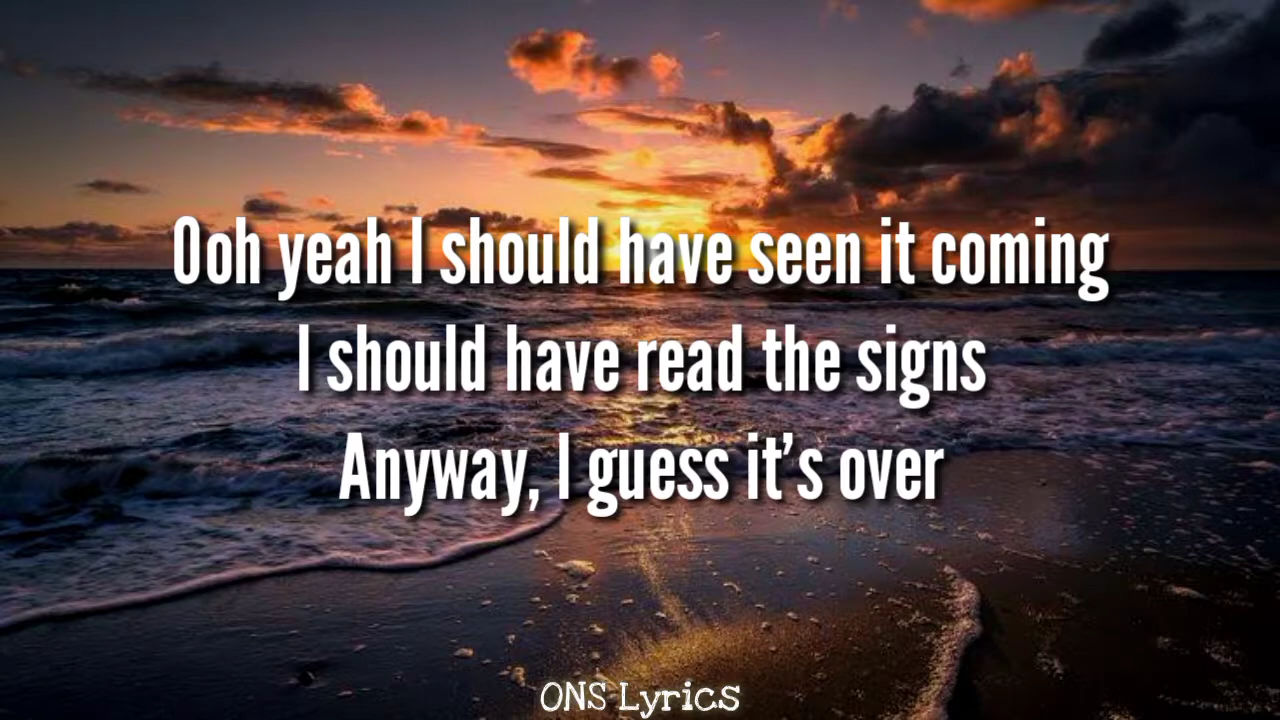 Ooh yeah I should have seen it coming
I should have read the signs
Anyway, I guess it's over
ONS Lyrics